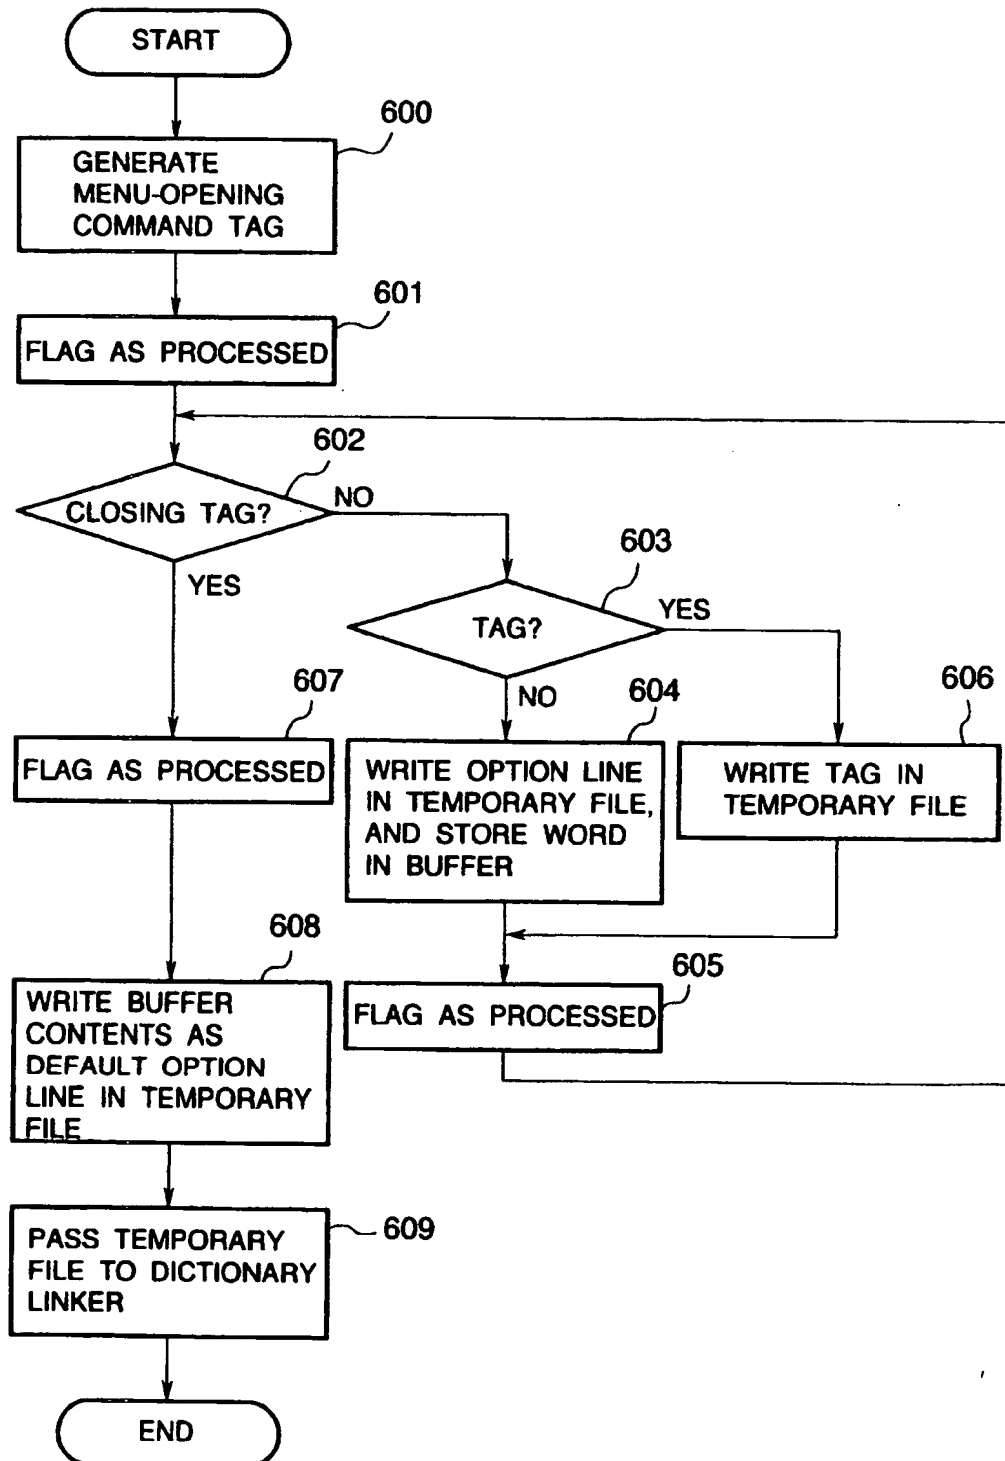 START
600
GENERATE
MENU-OPENING
COMMAND TAG
601
FLAG AS PROCESSED
602
CLOSING TAG?
NO
YES
603
TAG?
YES
NO
607
FLAG AS PROCESSED
604
WRITE OPTION LINE
IN TEMPORARY FILE,
AND STORE WORD
IN BUFFER
606
WRITE TAG IN
TEMPORARY FILE
605
FLAG AS PROCESSED
608
WRITE BUFFER
CONTENTS AS
DEFAULT OPTION
LINE IN TEMPORARY
FILE
609
PASS TEMPORARY
FILE TO DICTIONARY
LINKER
END